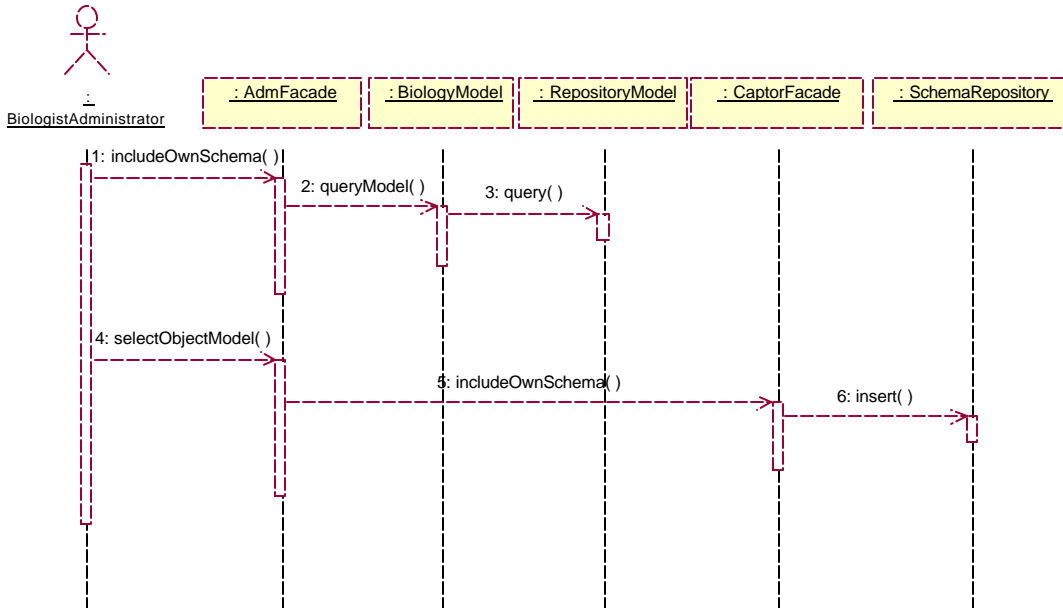 :
BiologistAdministrator
: AdmFacade
: BiologyModel
: RepositoryModel
: CaptorFacade
: SchemaRepository
1: includeOwnSchema( )
2: queryModel( )
3: query( )
4: selectObjectModel( )
5: includeOwnSchema( )
6: insert( )